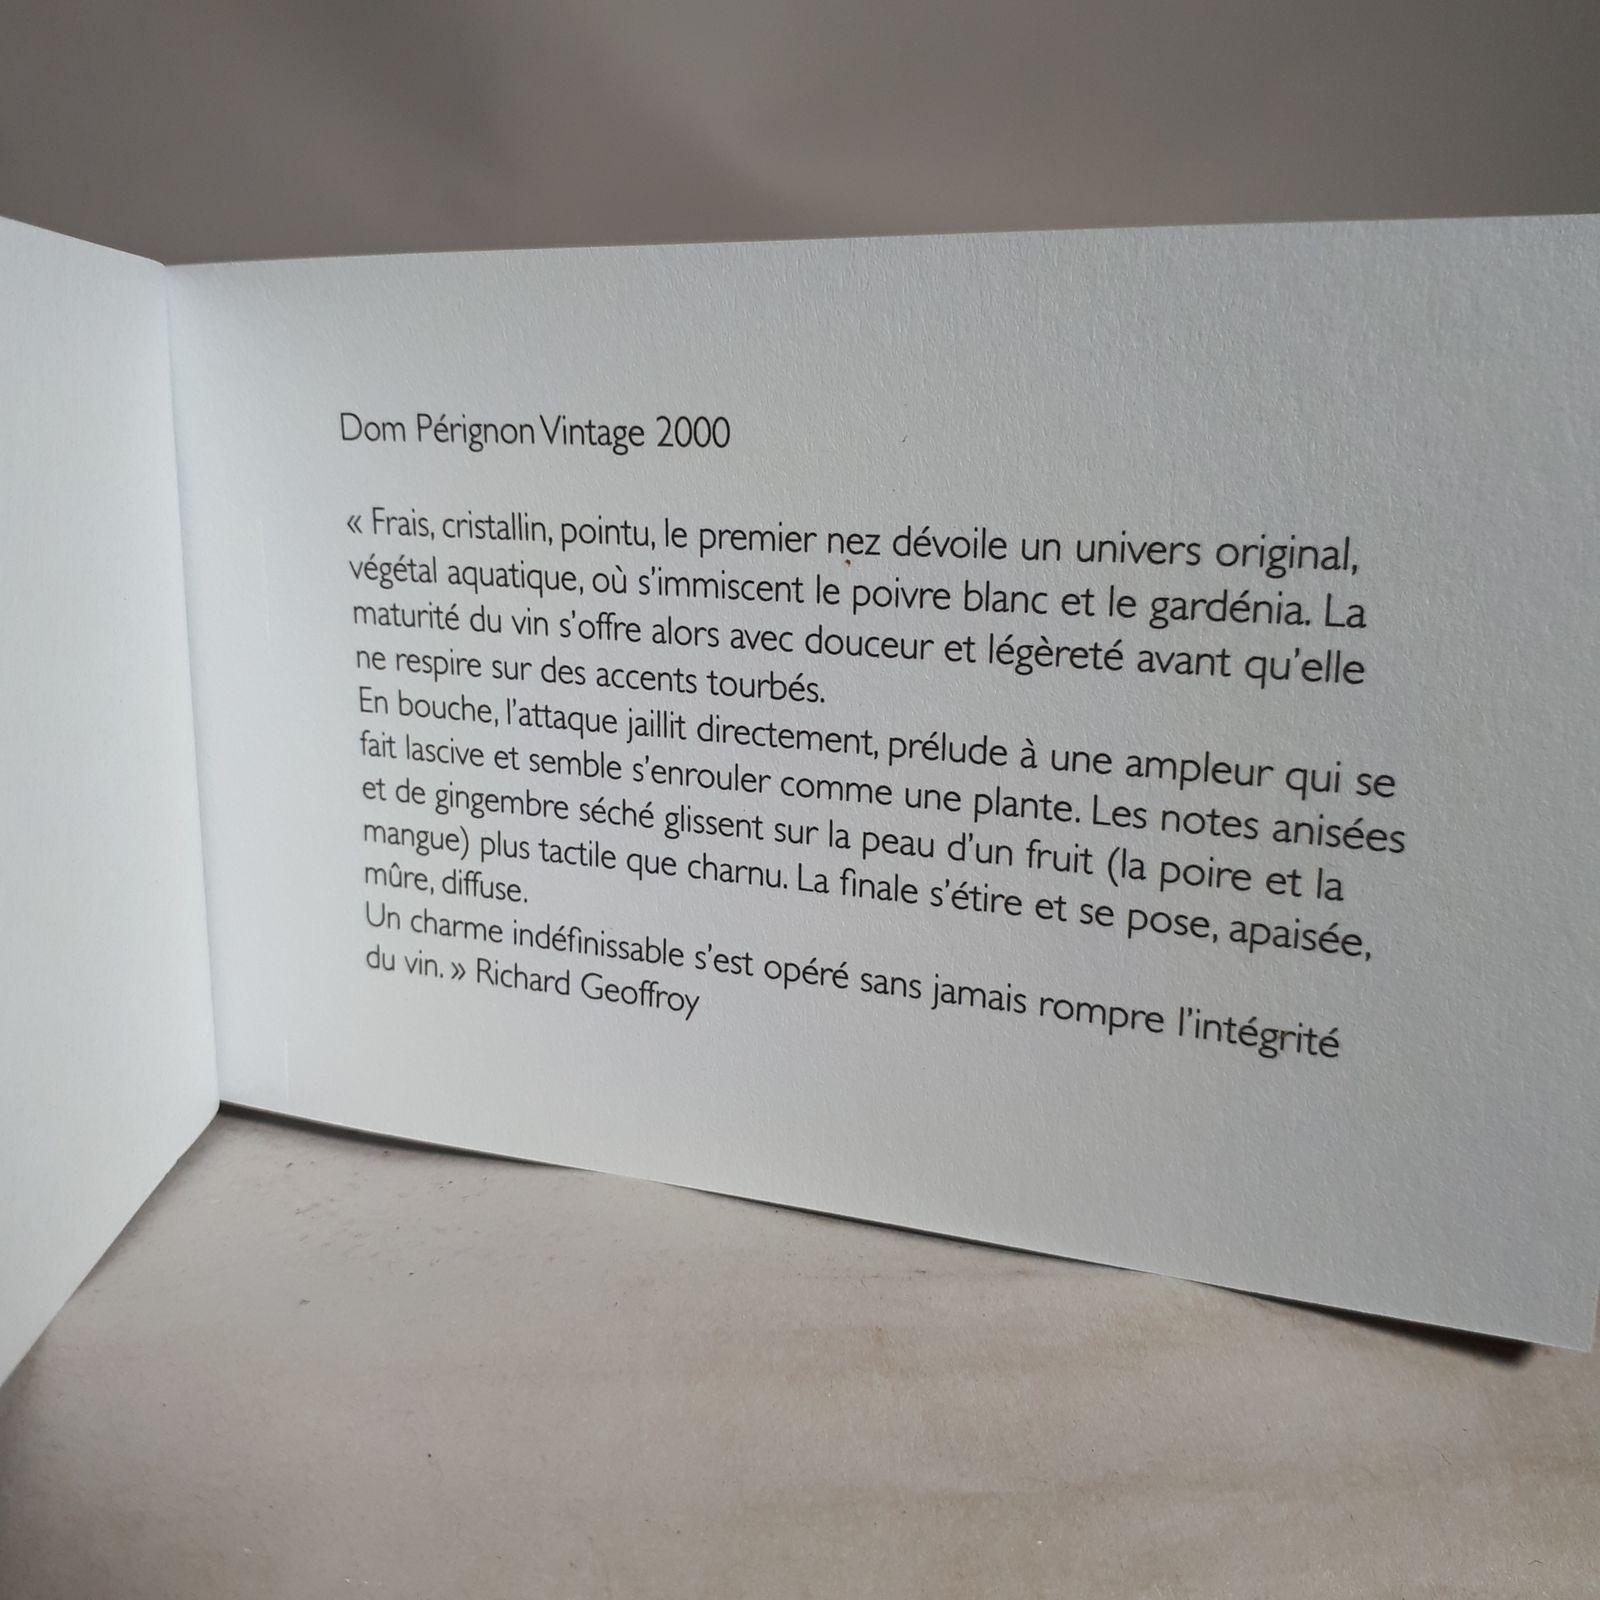 Dom Pérignon Vintage 2000
« Frais, cristallin, pointu, le premier nez dévoile un univers original,
végétal aquatique, où s'immiscent le poivre blanc et le gardénia. La
maturité du vin s'offre alors avec douceur et légèreté avant qu'elle
ne respire sur des accents tourbés.
En bouche, l'attaque jaillit directement, prélude à une ampleur qui se
fait lascive et semble s'enrouler comme une plante. Les notes anisées
et de gingembre séché glissent sur la peau d'un fruit (la poire et la
mangue) plus tactile que charnu. La finale s'étire et se pose, apaisée,
mûre, diffuse.
Un charme indéfinissable s'est opéré sans jamais rompre l'intégrité
du vin. » Richard Geoffroy